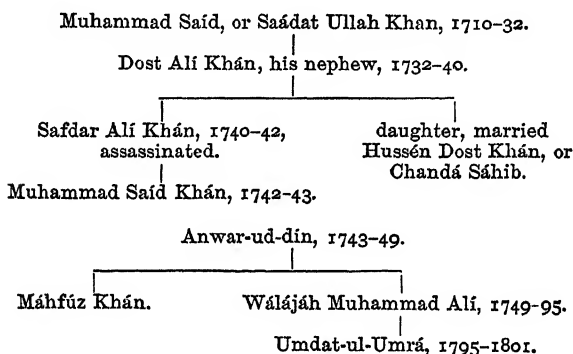 Muhammad Saíd, or Saádat Ullah Khan, 1710–32.
Dost Alí Khán, his nephew, 1732–40.
Safdar Alí Khán, 1740–42, daughter, married
assassinated. Hussén Dost Khán, or
Chandá Sáhib.
Muhammad Saíd Khán, 1742–43.
Anwar-ud-dín, 1743–49.
Máhfúz Khán. Wálájáh Muhammad Alí, 1749–95.
Umdat-ul-Umrá, 1795–1801.